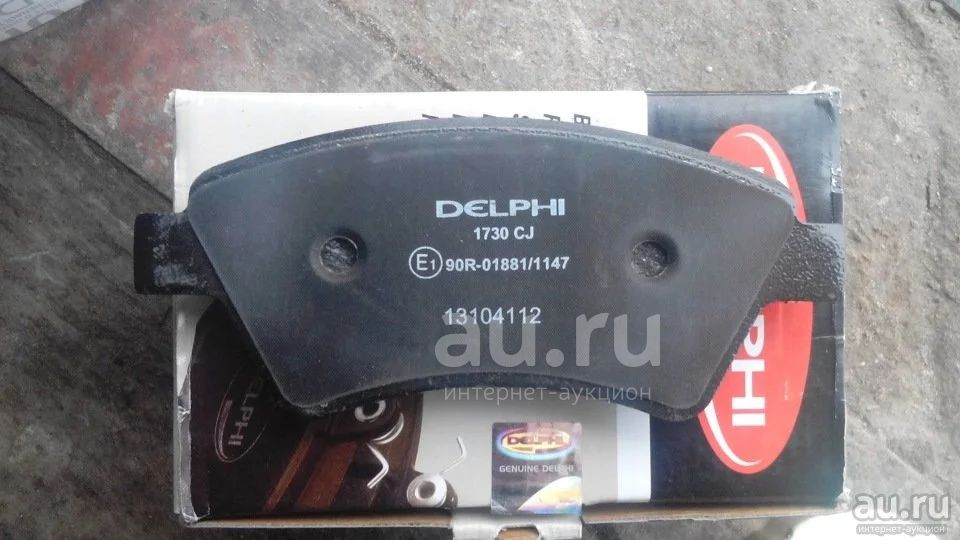 DELPHI
1730 CJ
E1 90R-01881/1147
13104112
au.ru
интернет-аукцион
DELPHI
PHI
DELPHI
GENUINE DELPHI
au.ru
интернет-аукцион